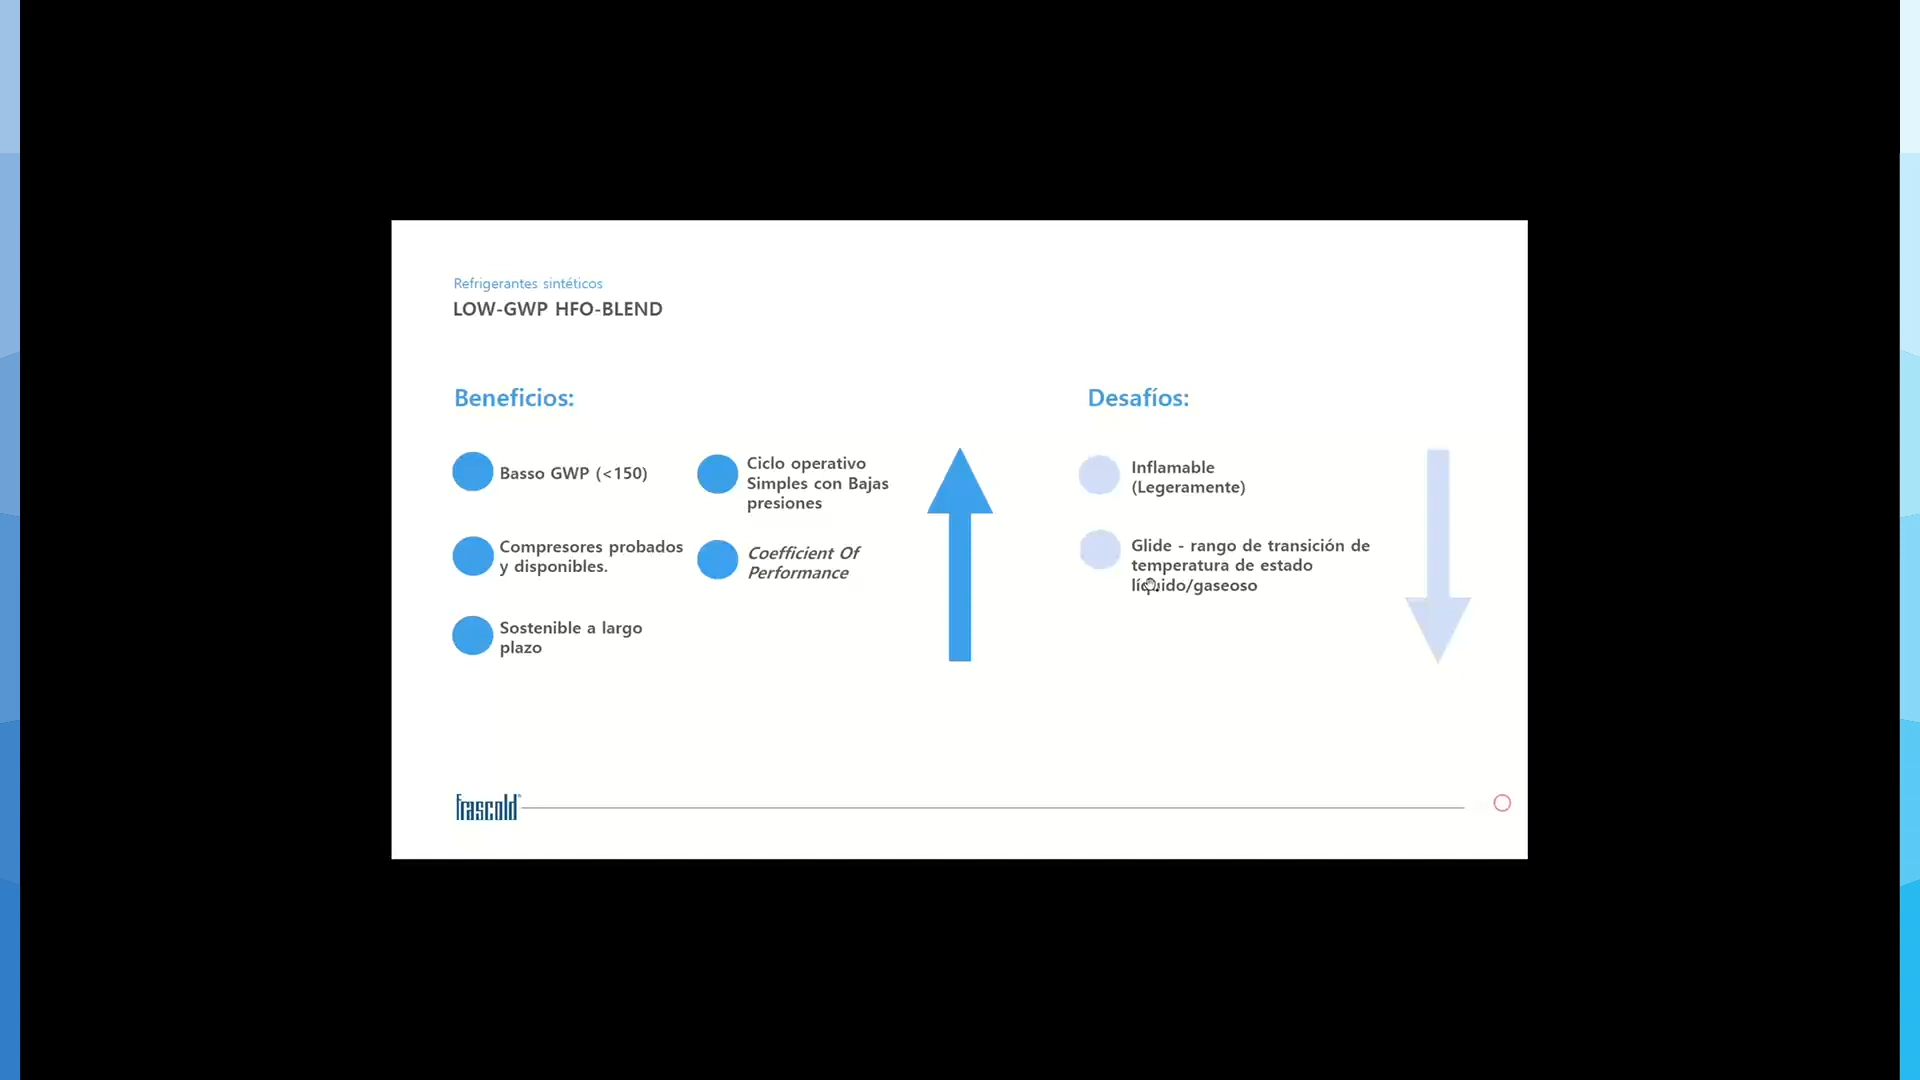 Refrigerantes sintéticos
LOW-GWP HFO-BLEND
Beneficios:
Basso GWP (<150)
Compresores probados
y disponibles.
Sostenible a largo
plazo
Ciclo operativo
Simples con Bajas
presiones
Coefficient Of
Performance
Desafíos:
Inflamable
(Legeramente)
Glide - rango de transición de
temperatura de estado
líquido/gaseoso
frascold